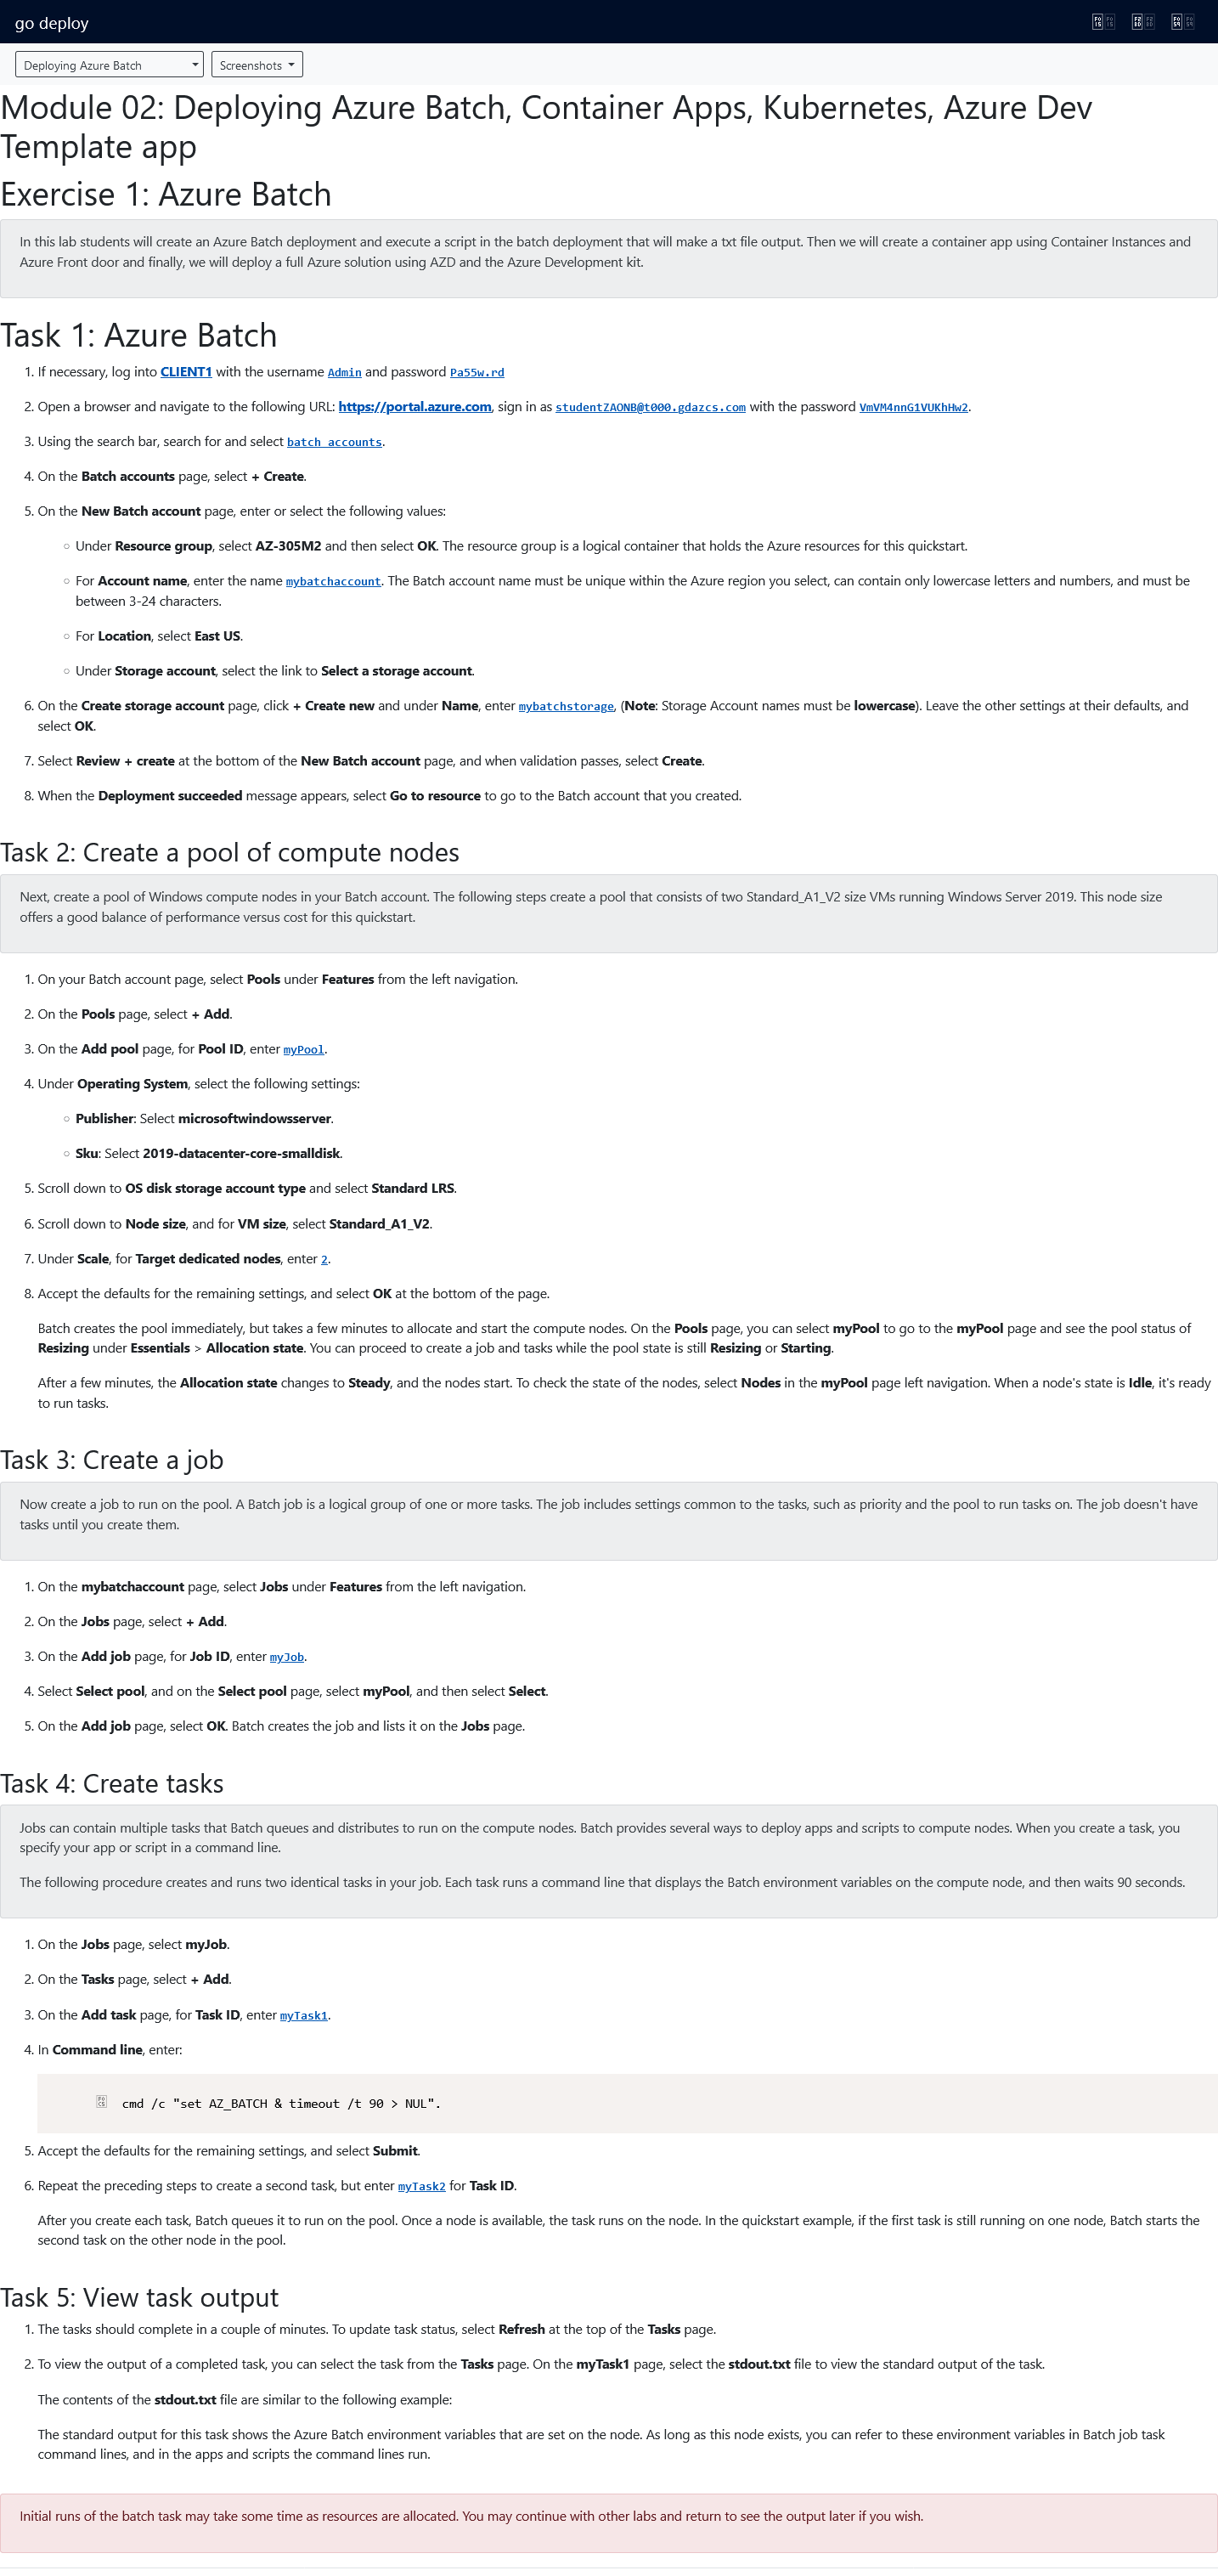 go deploy
Deploying Azure Batch
Screenshots
Module 02: Deploying Azure Batch, Container Apps, Kubernetes, Azure Dev
Template app
Exercise 1: Azure Batch
In this lab students will create an Azure Batch deployment and execute a script in the batch deployment that will make a txt file output. Then we will create a container app using Container Instances and
Azure Front door and finally, we will deploy a full Azure solution using AZD and the Azure Development kit.
Task 1: Azure Batch
1. If necessary, log into CLIENT1 with the username Admin and password Pa55w.rd
2. Open a browser and navigate to the following URL: https://portal.azure.com, sign in as studentZAONB@t000.gdazcs.com with the password VmVM4nnG1VUKhHw2.
3. Using the search bar, search for and select batch accounts.
4. On the Batch accounts page, select + Create.
5. On the New Batch account page, enter or select the following values:
○ Under Resource group, select AZ-305M2 and then select OK. The resource group is a logical container that holds the Azure resources for this quickstart.
○ For Account name, enter the name mybatchaccount. The Batch account name must be unique within the Azure region you select, can contain only lowercase letters and numbers, and must be
between 3-24 characters.
○ For Location, select East US.
○ Under Storage account, select the link to Select a storage account.
6. On the Create storage account page, click + Create new and under Name, enter mybatchstorage, (Note: Storage Account names must be lowercase). Leave the other settings at their defaults, and
select OK.
7. Select Review + create at the bottom of the New Batch account page, and when validation passes, select Create.
8. When the Deployment succeeded message appears, select Go to resource to go to the Batch account that you created.
Task 2: Create a pool of compute nodes
Next, create a pool of Windows compute nodes in your Batch account. The following steps create a pool that consists of two Standard_A1_V2 size VMs running Windows Server 2019. This node size
offers a good balance of performance versus cost for this quickstart.
1. On your Batch account page, select Pools under Features from the left navigation.
2. On the Pools page, select + Add.
3. On the Add pool page, for Pool ID, enter myPool.
4. Under Operating System, select the following settings:
○ Publisher: Select microsoftwindowsserver.
○ Sku: Select 2019-datacenter-core-smalldisk.
5. Scroll down to OS disk storage account type and select Standard LRS.
6. Scroll down to Node size, and for VM size, select Standard_A1_V2.
7. Under Scale, for Target dedicated nodes, enter 2.
8. Accept the defaults for the remaining settings, and select OK at the bottom of the page.
Batch creates the pool immediately, but takes a few minutes to allocate and start the compute nodes. On the Pools page, you can select myPool to go to the myPool page and see the pool status of
Resizing under Essentials > Allocation state. You can proceed to create a job and tasks while the pool state is still Resizing or Starting.
After a few minutes, the Allocation state changes to Steady, and the nodes start. To check the state of the nodes, select Nodes in the myPool page left navigation. When a node's state is Idle, it's ready
to run tasks.
Task 3: Create a job
Now create a job to run on the pool. A Batch job is a logical group of one or more tasks. The job includes settings common to the tasks, such as priority and the pool to run tasks on. The job doesn't have
tasks until you create them.
1. On the mybatchaccount page, select Jobs under Features from the left navigation.
2. On the Jobs page, select + Add.
3. On the Add job page, for Job ID, enter myJob.
4. Select Select pool, and on the Select pool page, select myPool, and then select Select.
5. On the Add job page, select OK. Batch creates the job and lists it on the Jobs page.
Task 4: Create tasks
Jobs can contain multiple tasks that Batch queues and distributes to run on the compute nodes. Batch provides several ways to deploy apps and scripts to compute nodes. When you create a task, you
specify your app or script in a command line.
The following procedure creates and runs two identical tasks in your job. Each task runs a command line that displays the Batch environment variables on the compute node, and then waits 90 seconds.
1. On the Jobs page, select myJob.
2. On the Tasks page, select + Add.
3. On the Add task page, for Task ID, enter myTask1.
4. In Command line, enter:
cmd /c "set AZ_BATCH & timeout /t 90 > NUL".
5. Accept the defaults for the remaining settings, and select Submit.
6. Repeat the preceding steps to create a second task, but enter myTask2 for Task ID.
After you create each task, Batch queues it to run on the pool. Once a node is available, the task runs on the node. In the quickstart example, if the first task is still running on one node, Batch starts the
second task on the other node in the pool.
Task 5: View task output
1. The tasks should complete in a couple of minutes. To update task status, select Refresh at the top of the Tasks page.
2. To view the output of a completed task, you can select the task from the Tasks page. On the myTask1 page, select the stdout.txt file to view the standard output of the task.
The contents of the stdout.txt file are similar to the following example:
The standard output for this task shows the Azure Batch environment variables that are set on the node. As long as this node exists, you can refer to these environment variables in Batch job task
command lines, and in the apps and scripts the command lines run.
Initial runs of the batch task may take some time as resources are allocated. You may continue with other labs and return to see the output later if you wish.